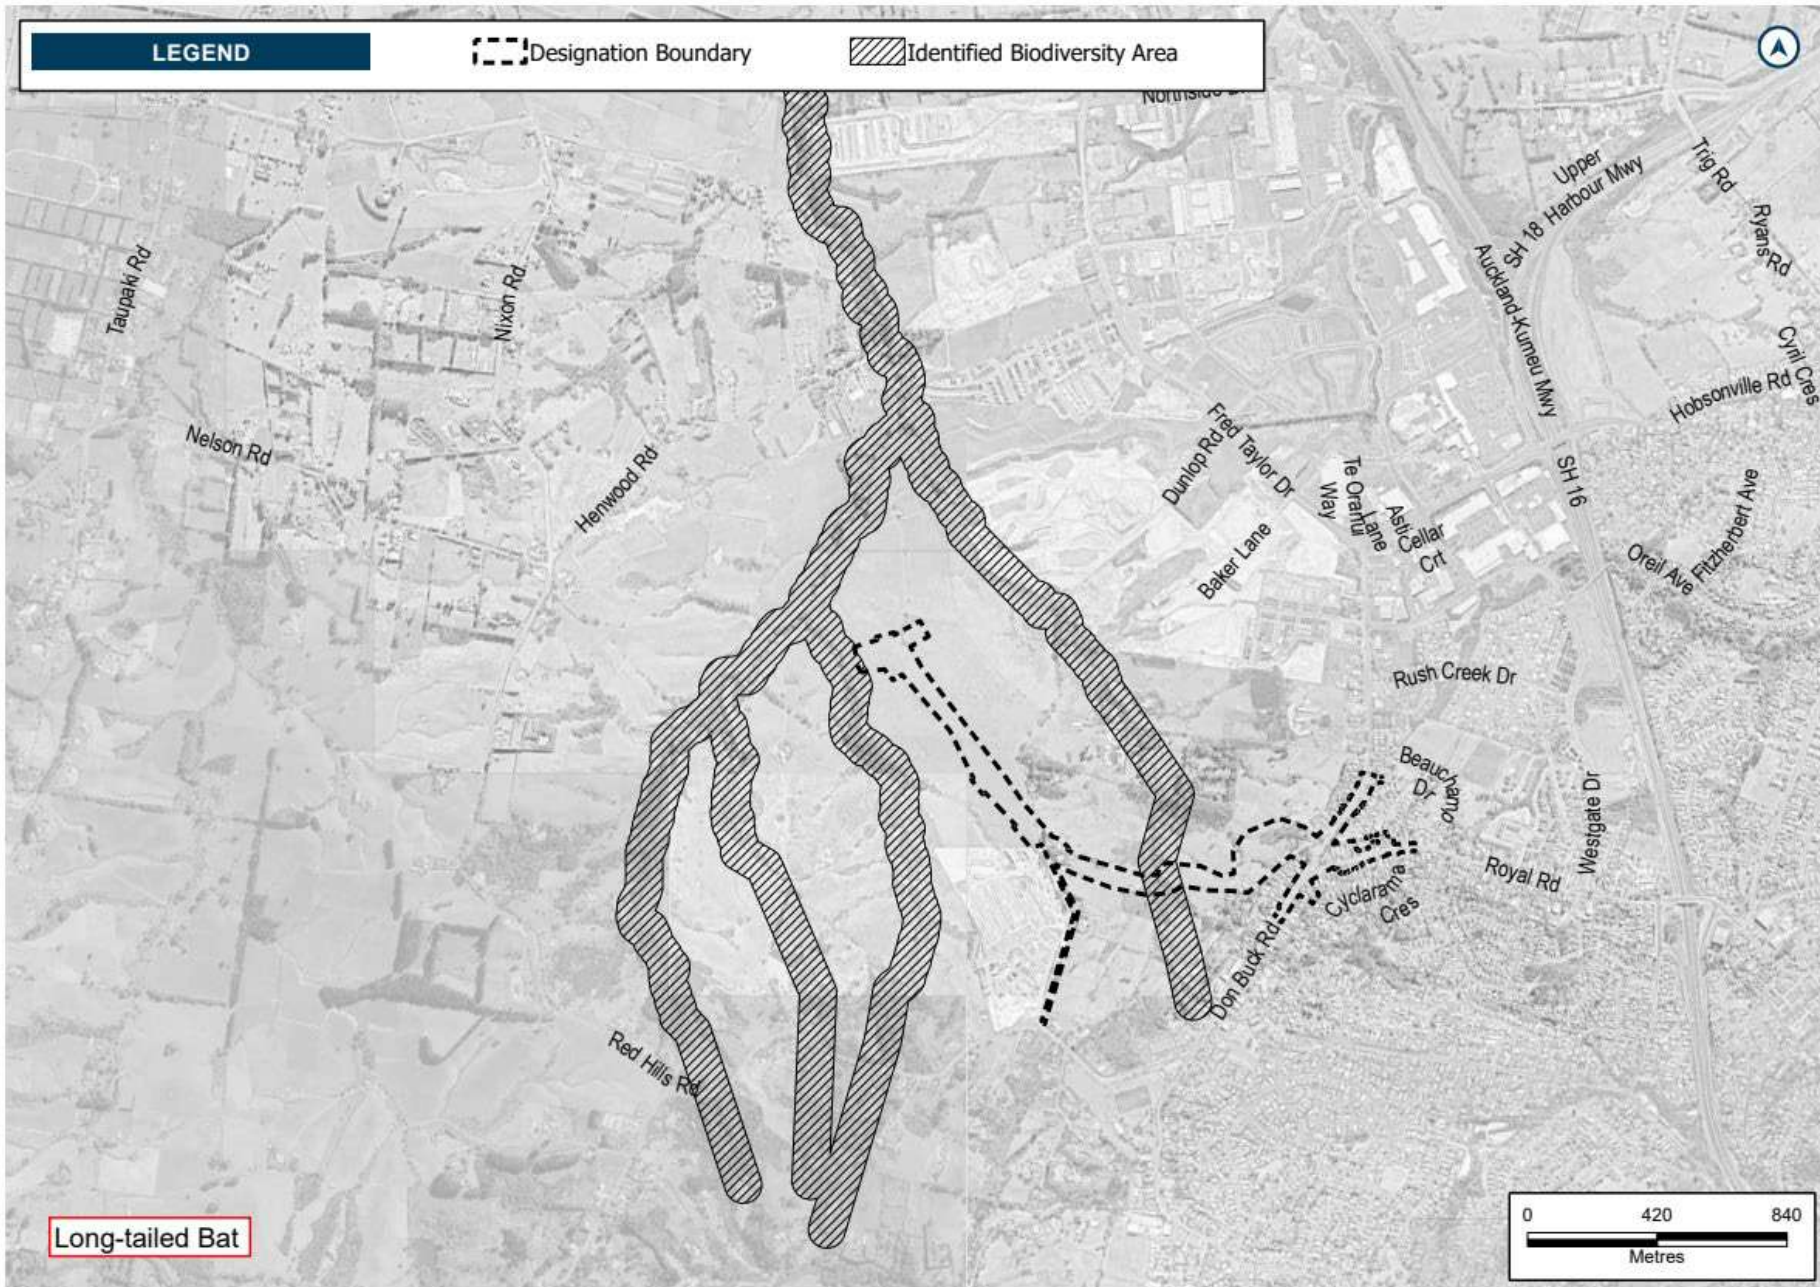 LEGEND
Designation Boundary
Identified Biodiversity Area
Northside
Upper
Harbour Mwy
SH 18
Trig Rd
Ryans Rd
Taupaki Rd
Nixon Rd
Auckland-Kumeu Mwy
Cyril Cres
Hobsonville Rd
Nelson Rd
Henwood Rd
Fred Taylor Dr
Dunlop Rd
Te Oranui
Way
Asti
Lane
Cellar
Crt
SH 16
Baker Lane
Oreil Ave
Fitzherbert Ave
Rush Creek Dr
Beauchamp
Dr
Westgate Dr
Royal Rd
Cyclarama
Cres
Don Buck Rd
Red Hills Rd
Long-tailed Bat
0 420 840
Metres